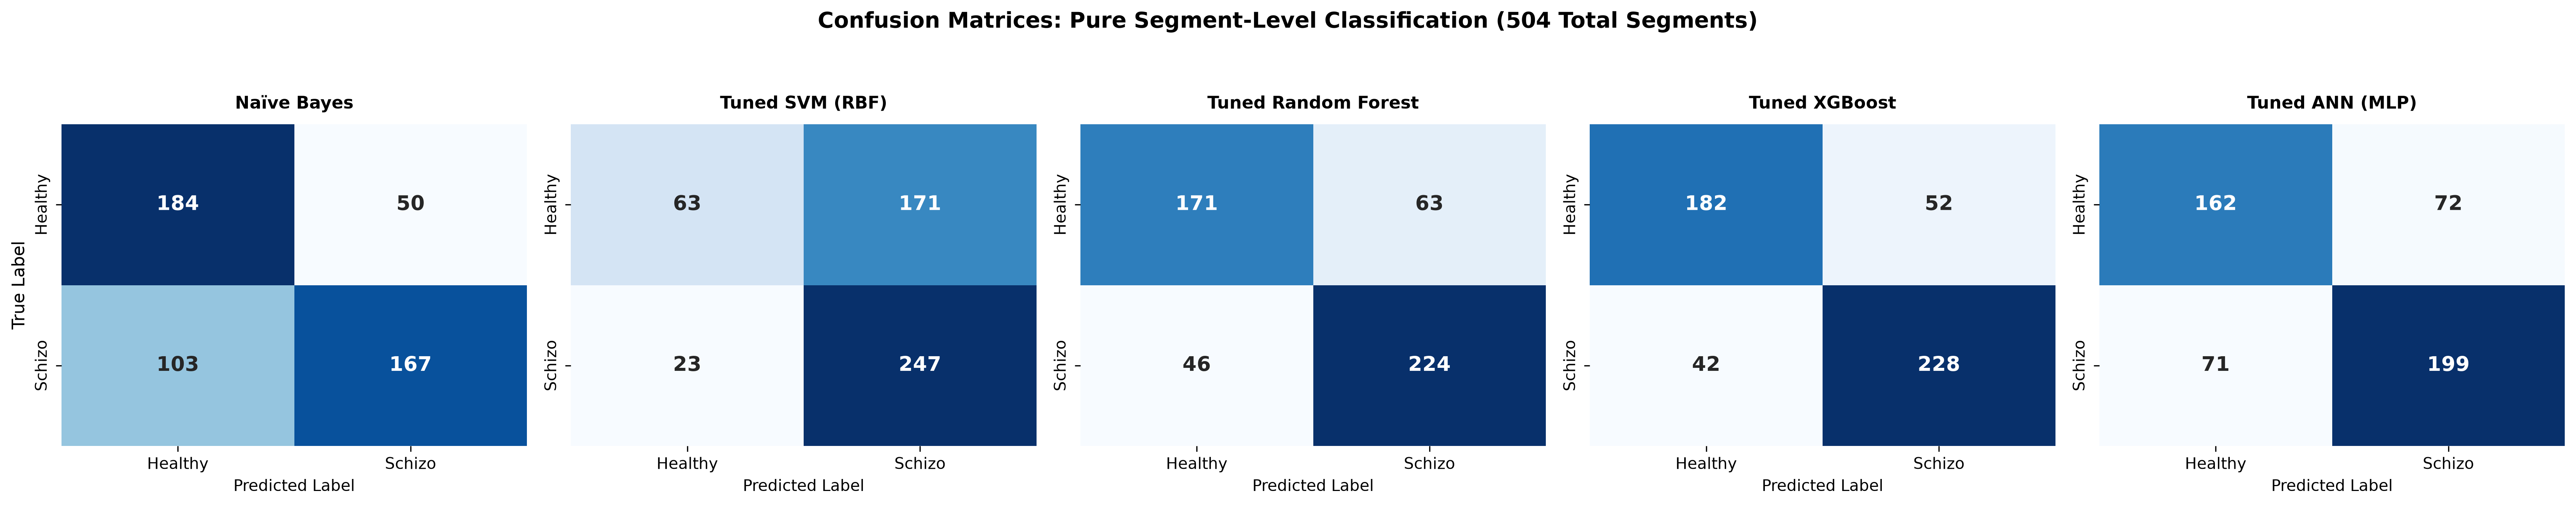 Confusion Matrices: Pure Segment-Level Classification (504 Total Segments)
Naïve Bayes
True Label
Healthy
Schizo
184
50
103
167
Healthy
Schizo
Predicted Label
Tuned SVM (RBF)
Healthy
Schizo
63
171
23
247
Healthy
Schizo
Predicted Label
Tuned Random Forest
Healthy
Schizo
171
63
46
224
Healthy
Schizo
Predicted Label
Tuned XGBoost
Healthy
Schizo
182
52
42
228
Healthy
Schizo
Predicted Label
Tuned ANN (MLP)
Healthy
Schizo
162
72
71
199
Healthy
Schizo
Predicted Label